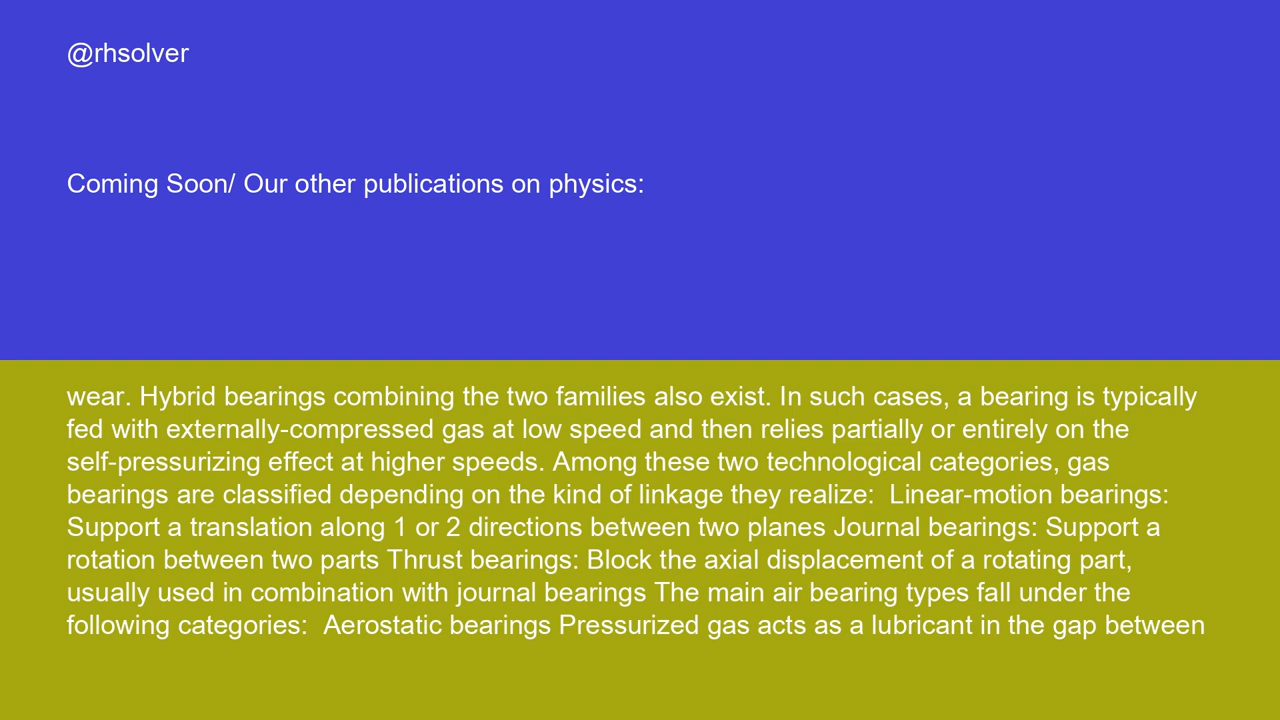 @rhsolver
Coming Soon/ Our other publications on physics:
wear. Hybrid bearings combining the two families also exist. In such cases, a bearing is typically
fed with externally-compressed gas at low speed and then relies partially or entirely on the
self-pressurizing effect at higher speeds. Among these two technological categories, gas
bearings are classified depending on the kind of linkage they realize:  Linear-motion bearings:
Support a translation along 1 or 2 directions between two planes Journal bearings: Support a
rotation between two parts Thrust bearings: Block the axial displacement of a rotating part,
usually used in combination with journal bearings The main air bearing types fall under the
following categories:  Aerostatic bearings Pressurized gas acts as a lubricant in the gap between